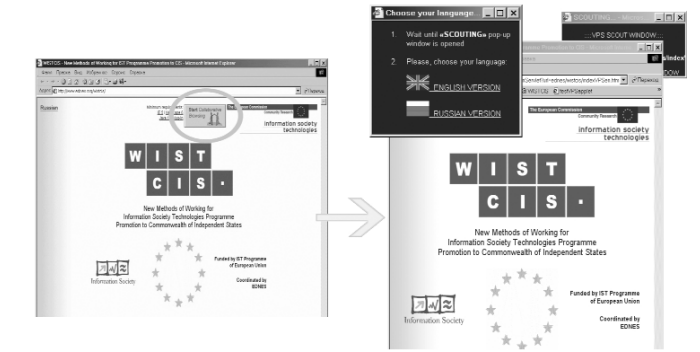 WISTCIS - New Methods of Working for IST Programme Promotion to CIS - Microsoft Internet Explorer
Russian
Start Collaborative
Browsing
The European Commission
Community Research
information society
technologies
W I S T
C I S .
New Methods of Working for
Information Society Technologies Programme
Promotion to Commonwealth of Independent States
Information Society
Funded by IST Programme
of European Union
Coordinated by
EDNES
Choose your language...
1. Wait until «SCOUTING» pop-up
window is opened
2. Please, choose your language:
ENGLISH VERSION
RUSSIAN VERSION
SCOUTING...
:::VPS SCOUT WINDOW:::
The European Commission
Community Research
information society
technologies
W I S T
C I S .
New Methods of Working for
Information Society Technologies Programme
Promotion to Commonwealth of Independent States
Information Society
Funded by IST Programme
of European Union
Coordinated by
EDNES